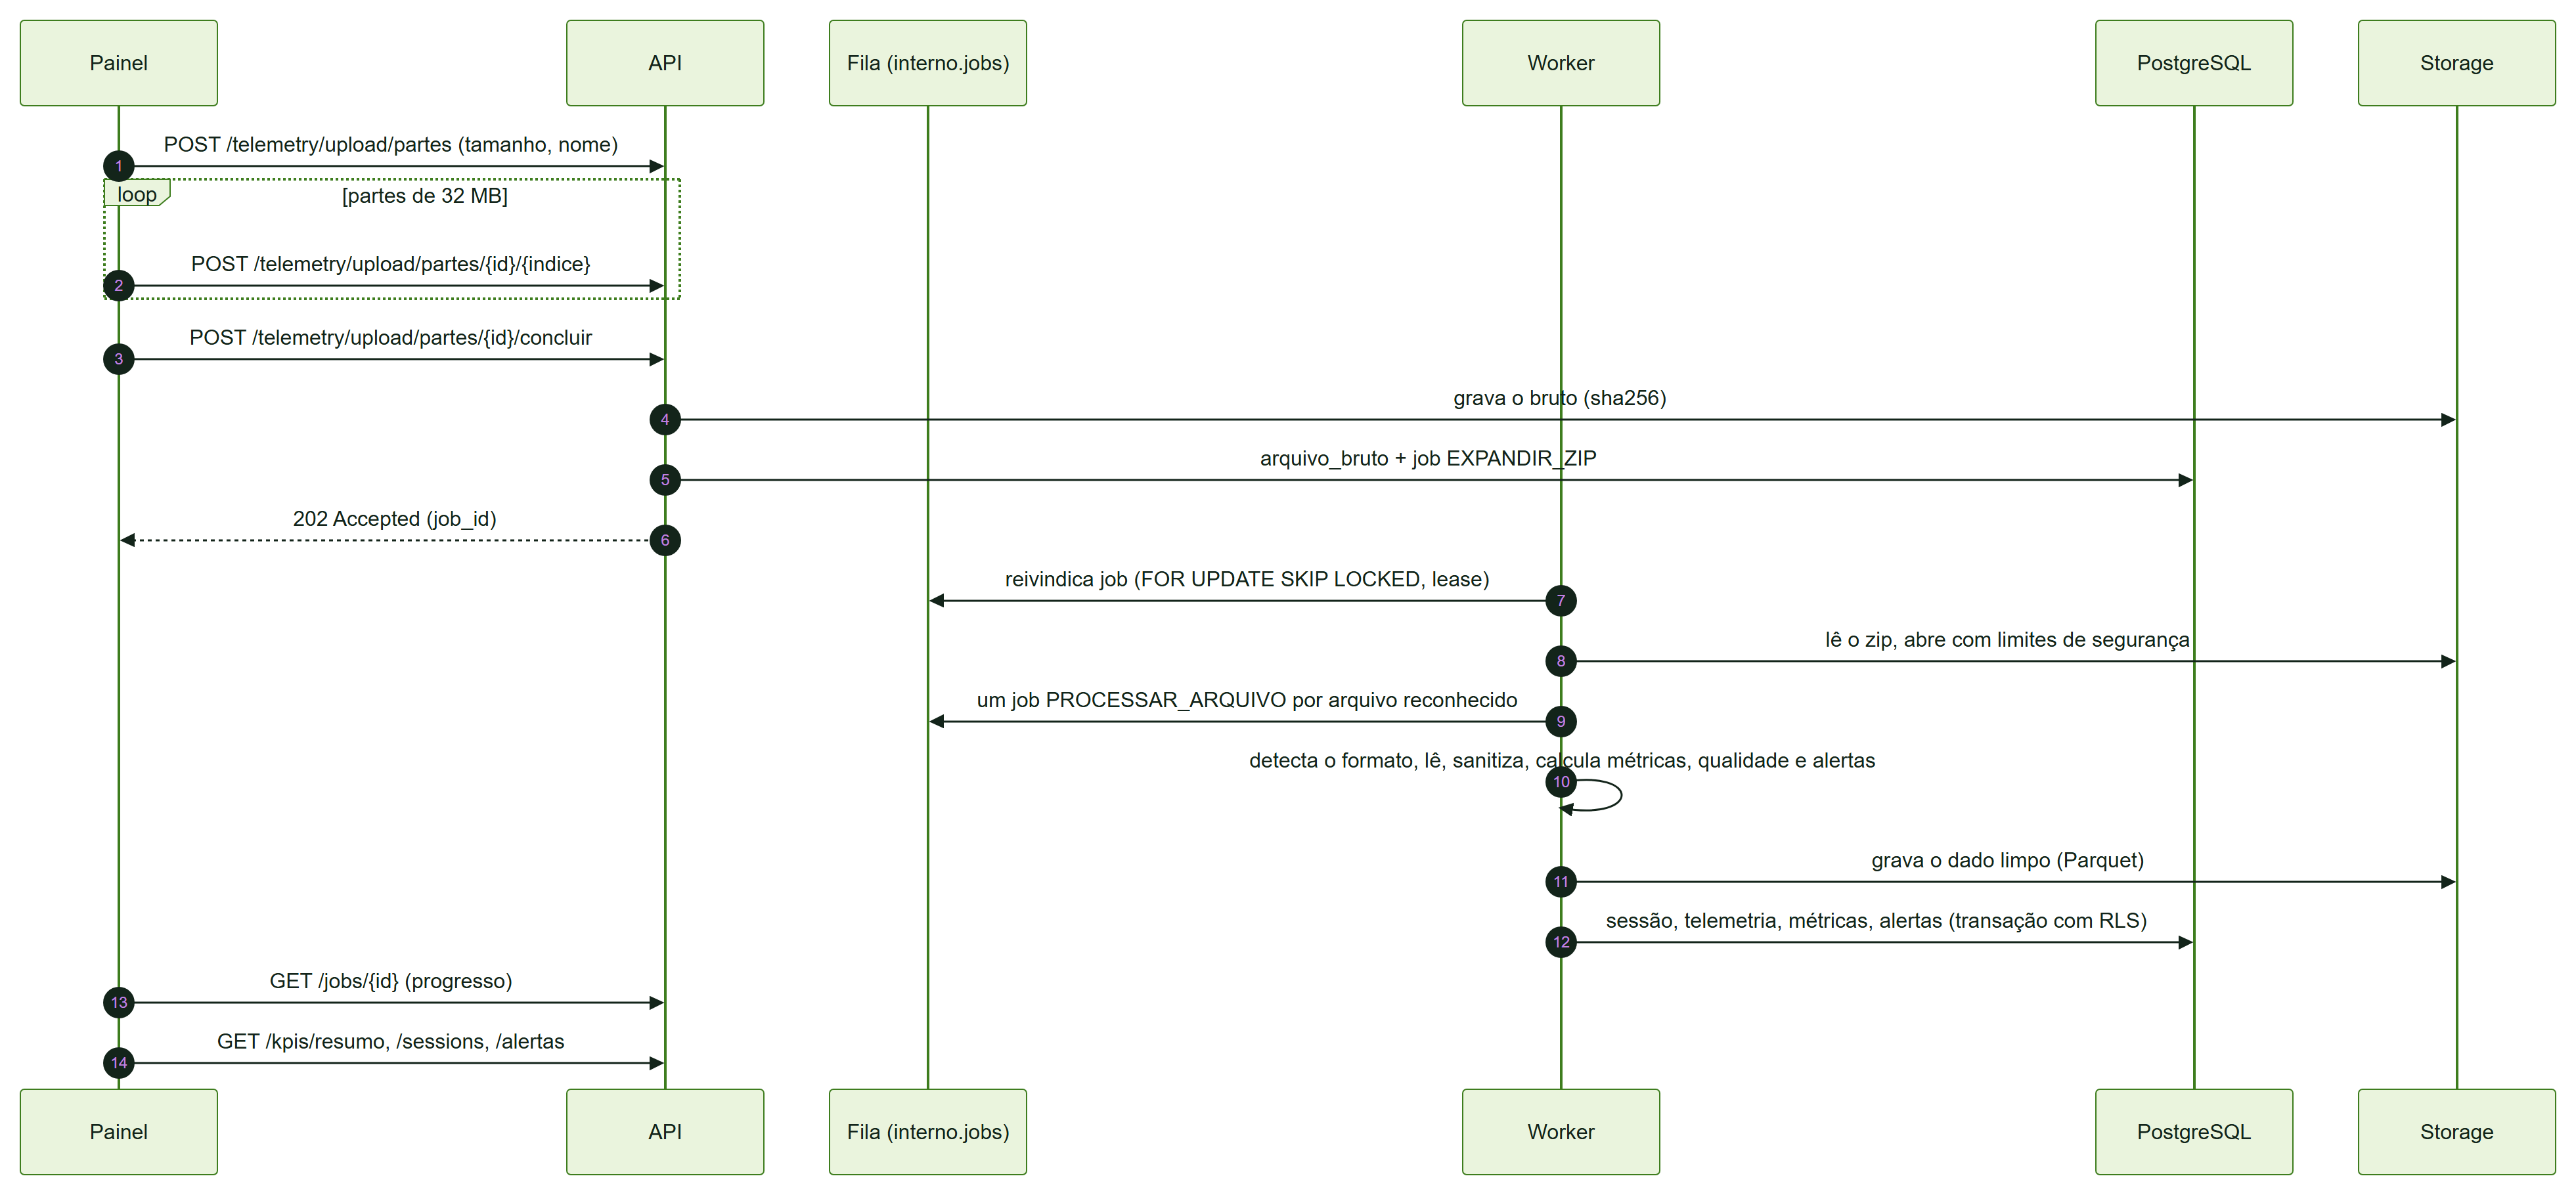 Painel
API
Fila (interno.jobs)
Worker
PostgreSQL
Storage
POST /telemetry/upload/partes (tamanho, nome)
1
loop
[partes de 32 MB]
POST /telemetry/upload/partes/{id}/{indice}
2
POST /telemetry/upload/partes/{id}/concluir
3
grava o bruto (sha256)
4
arquivo_bruto + job EXPANDIR_ZIP
5
202 Accepted (job_id)
6
reivindica job (FOR UPDATE SKIP LOCKED, lease)
7
lê o zip, abre com limites de segurança
8
um job PROCESSAR_ARQUIVO por arquivo reconhecido
9
detecta o formato, lê, sanitiza, calcula métricas, qualidade e alertas
10
grava o dado limpo (Parquet)
11
sessão, telemetria, métricas, alertas (transação com RLS)
12
GET /jobs/{id} (progresso)
13
GET /kpis/resumo, /sessions, /alertas
14
Painel
API
Fila (interno.jobs)
Worker
PostgreSQL
Storage